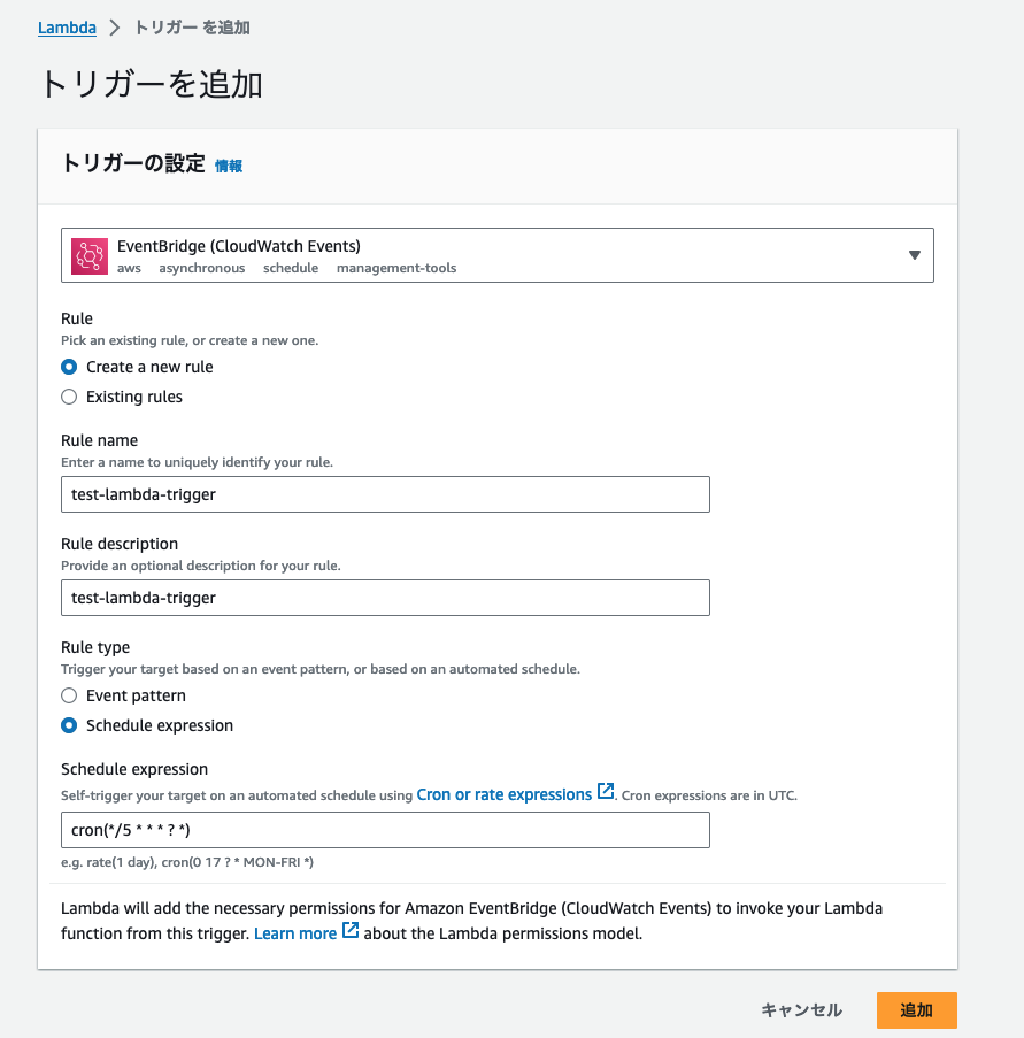 Lambda > トリガー を追加
トリガーを追加
トリガーの設定 情報
EventBridge (CloudWatch Events)
aws asynchronous schedule management-tools
Rule
Pick an existing rule, or create a new one.
Create a new rule
Existing rules
Rule name
Enter a name to uniquely identify your rule.
test-lambda-trigger
Rule description
Provide an optional description for your rule.
test-lambda-trigger
Rule type
Trigger your target based on an event pattern, or based on an automated schedule.
Event pattern
Schedule expression
Schedule expression
Self-trigger your target on an automated schedule using Cron or rate expressions. Cron expressions are in UTC.
cron(*/5 * * * ? *)
e.g. rate(1 day), cron(0 17 ? * MON-FRI *)
Lambda will add the necessary permissions for Amazon EventBridge (CloudWatch Events) to invoke your Lambda
function from this trigger. Learn more about the Lambda permissions model.
キャンセル 追加